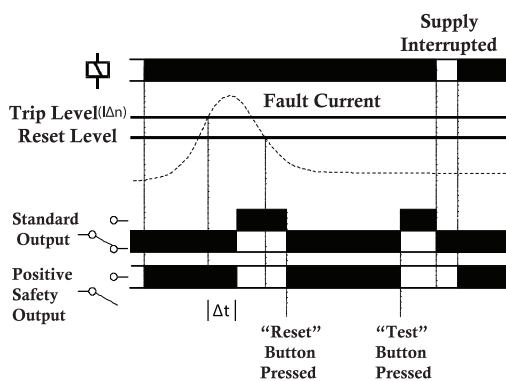 Supply
Interrupted
Fault Current
Trip Level(IΔn)
Reset Level
Standard
Output
Positive
Safety
Output
Δt
“Reset”
Button
Pressed
“Test”
Button
Pressed